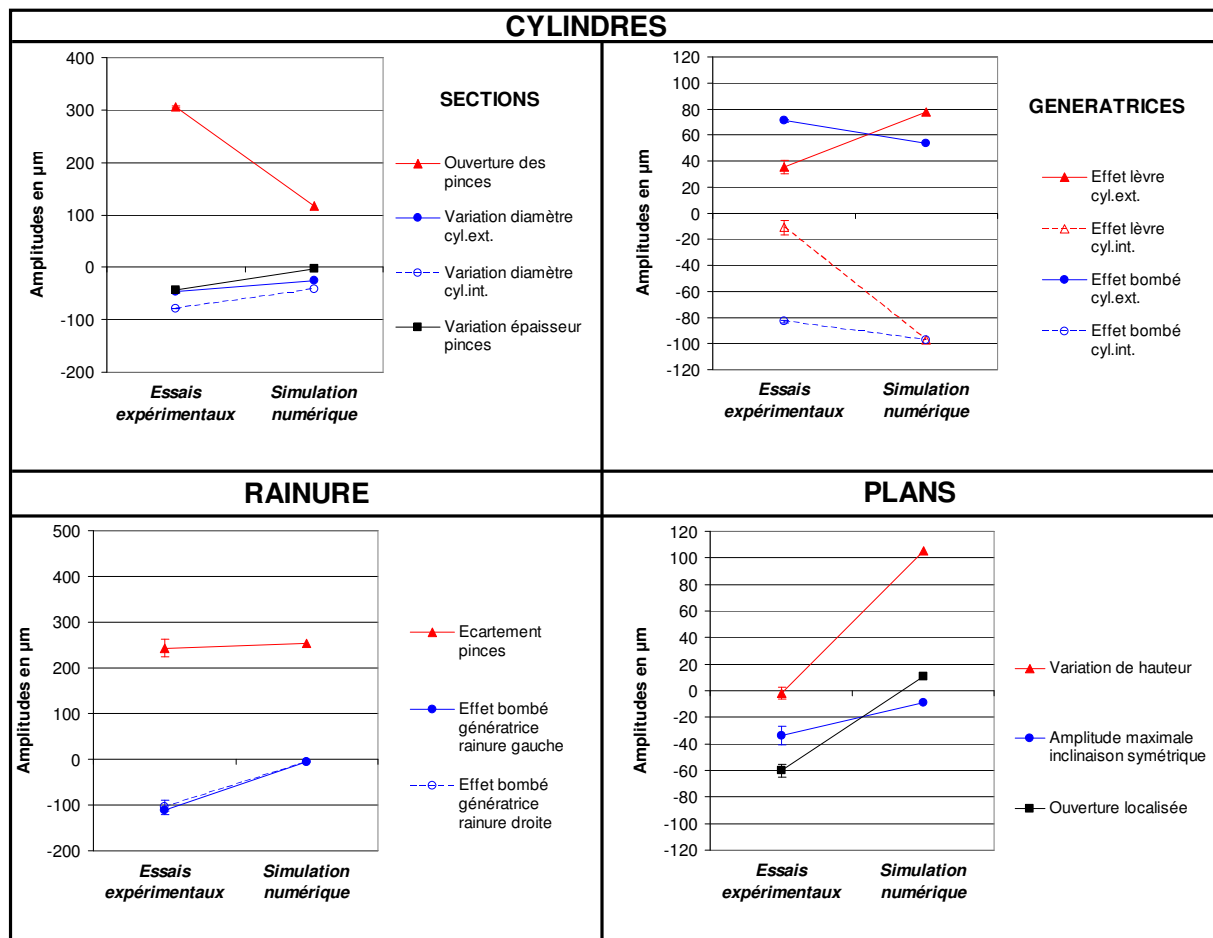 CYLINDRES
Amplitudes en µm
400
300
200
100
0
-100
-200
Essais
expérimentaux
Simulation
numérique
SECTIONS
Ouverture des
pinces
Variation diamètre
cyl.ext.
Variation diamètre
cyl.int.
Variation épaisseur
pinces
Amplitudes en µm
120
100
80
60
40
20
0
-20
-40
-60
-80
-100
-120
Essais
expérimentaux
Simulation
numérique
GENERATRICES
Effet lèvre
cyl.ext.
Effet lèvre
cyl.int.
Effet bombé
cyl.ext.
Effet bombé
cyl.int.
RAINURE
Amplitudes en µm
500
400
300
200
100
0
-100
-200
Essais
expérimentaux
Simulation
numérique
Ecartement
pinces
Effet bombé
génératrice
rainure gauche
Effet bombé
génératrice
rainure droite
PLANS
Amplitudes en µm
120
100
80
60
40
20
0
-20
-40
-60
-80
-100
-120
Essais
expérimentaux
Simulation
numérique
Variation de hauteur
Amplitude maximale
inclinaison symétrique
Ouverture localisée